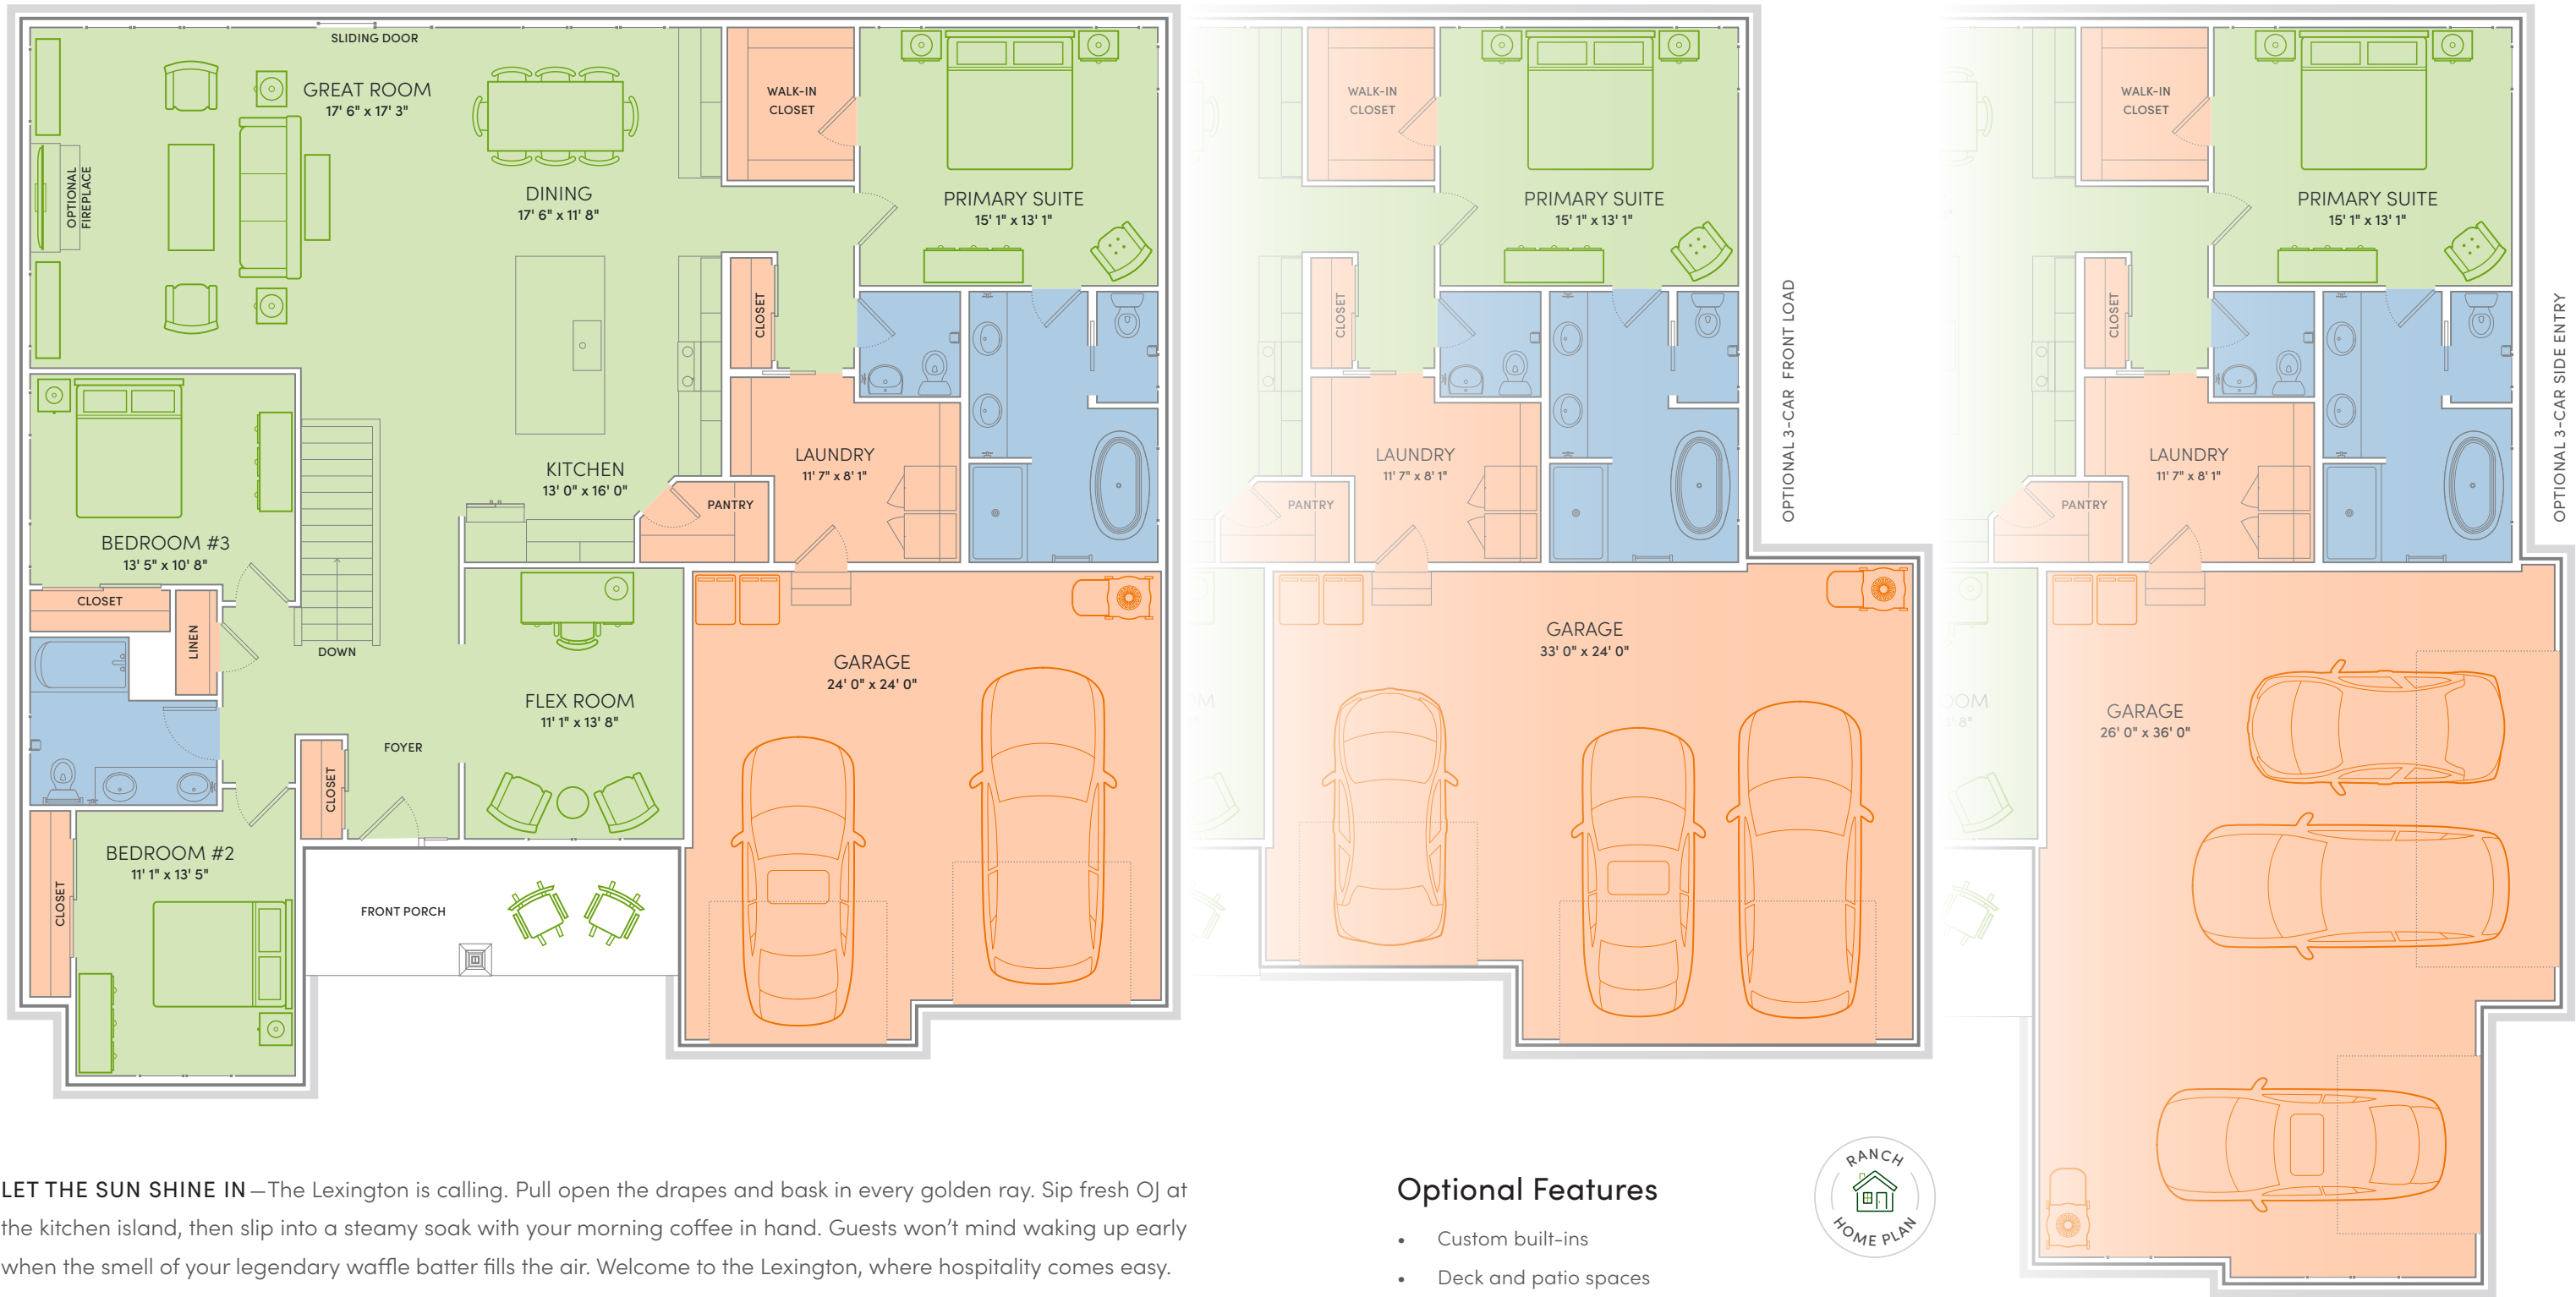 SLIDING DOOR
GREAT ROOM
17' 6" x 17' 3"
OPTIONAL
FIREPLACE
DINING
17' 6" x 11' 8"
WALK-IN
CLOSET
PRIMARY SUITE
15' 1" x 13' 1"
CLOSET
KITCHEN
13' 0" x 16' 0"
PANTRY
LAUNDRY
11' 7" x 8' 1"
BEDROOM #3
13' 5" x 10' 8"
CLOSET
LINEN
DOWN
FLEX ROOM
11' 1" x 13' 8"
GARAGE
24' 0" x 24' 0"
FOYER
CLOSET
BEDROOM #2
11' 1" x 13' 5"
CLOSET
FRONT PORCH
WALK-IN
CLOSET
PRIMARY SUITE
15' 1" x 13' 1"
CLOSET
LAUNDRY
11' 7" x 8' 1"
PANTRY
GARAGE
33' 0" x 24' 0"
OM
OPTIONAL 3-CAR FRONT LOAD
WALK-IN
CLOSET
PRIMARY SUITE
15' 1" x 13' 1"
CLOSET
LAUNDRY
11' 7" x 8' 1"
PANTRY
OOM
3' 8"
GARAGE
26' 0" x 36' 0"
OPTIONAL 3-CAR SIDE ENTRY
LET THE SUN SHINE IN—The Lexington is calling. Pull open the drapes and bask in every golden ray. Sip fresh OJ at
the kitchen island, then slip into a steamy soak with your morning coffee in hand. Guests won't mind waking up early
when the smell of your legendary waffle batter fills the air. Welcome to the Lexington, where hospitality comes easy.
Optional Features
• Custom built-ins
• Deck and patio spaces
RANCH
HOME PLAN